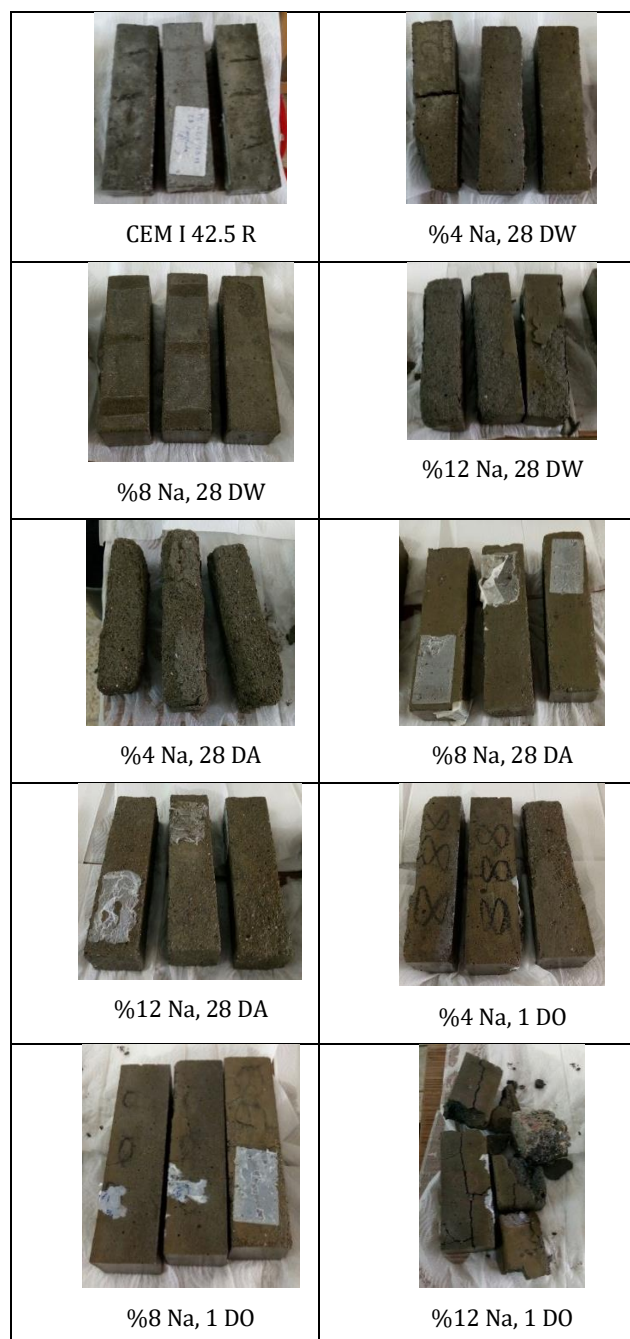 CEM I 42.5 R
%4 Na, 28 DW
%8 Na, 28 DW
%12 Na, 28 DW
%4 Na, 28 DA
%8 Na, 28 DA
%12 Na, 28 DA
%4 Na, 1 DO
%8 Na, 1 DO
%12 Na, 1 DO